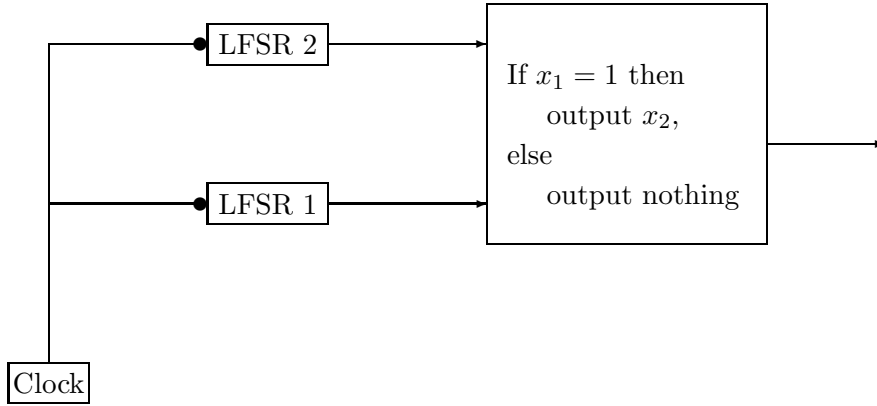 LFSR 2
If x₁ = 1 then
output x₂,
else
output nothing
LFSR 1
Clock